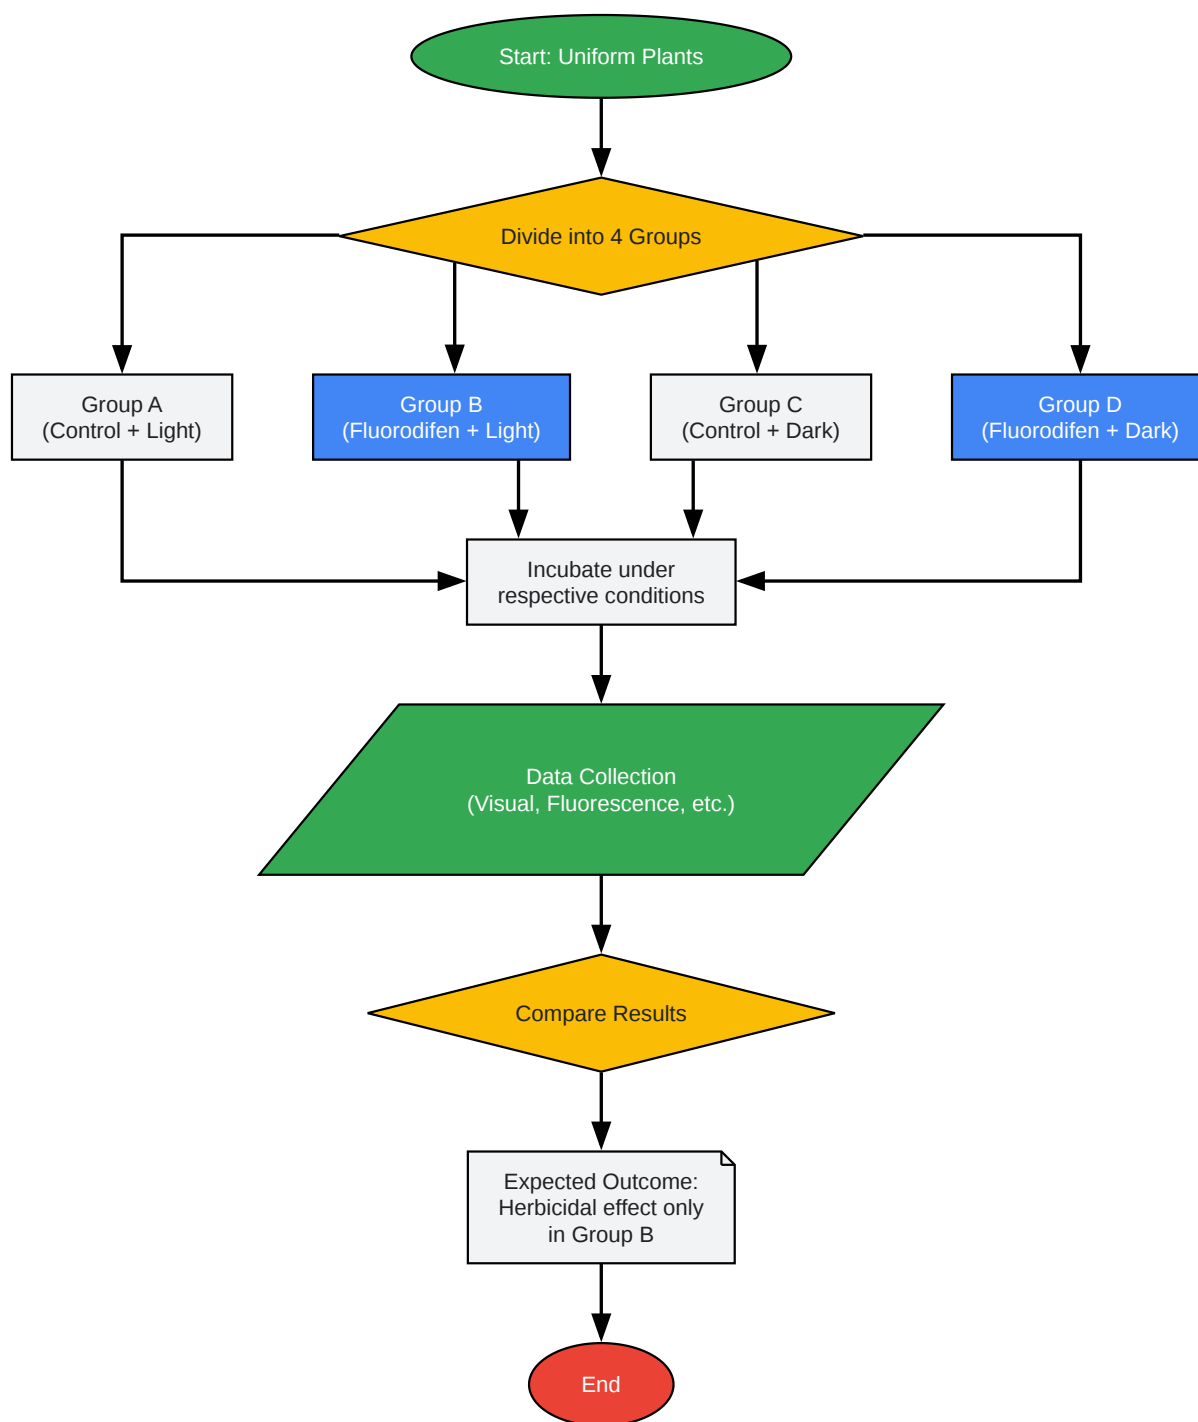 Start: Uniform Plants
Divide into 4 Groups
Group A
(Control + Light)
Group B
(Fluorodifen + Light)
Group C
(Control + Dark)
Group D
(Fluorodifen + Dark)
Incubate under
respective conditions
Data Collection
(Visual, Fluorescence, etc.)
Compare Results
Expected Outcome:
Herbicidal effect only
in Group B
End